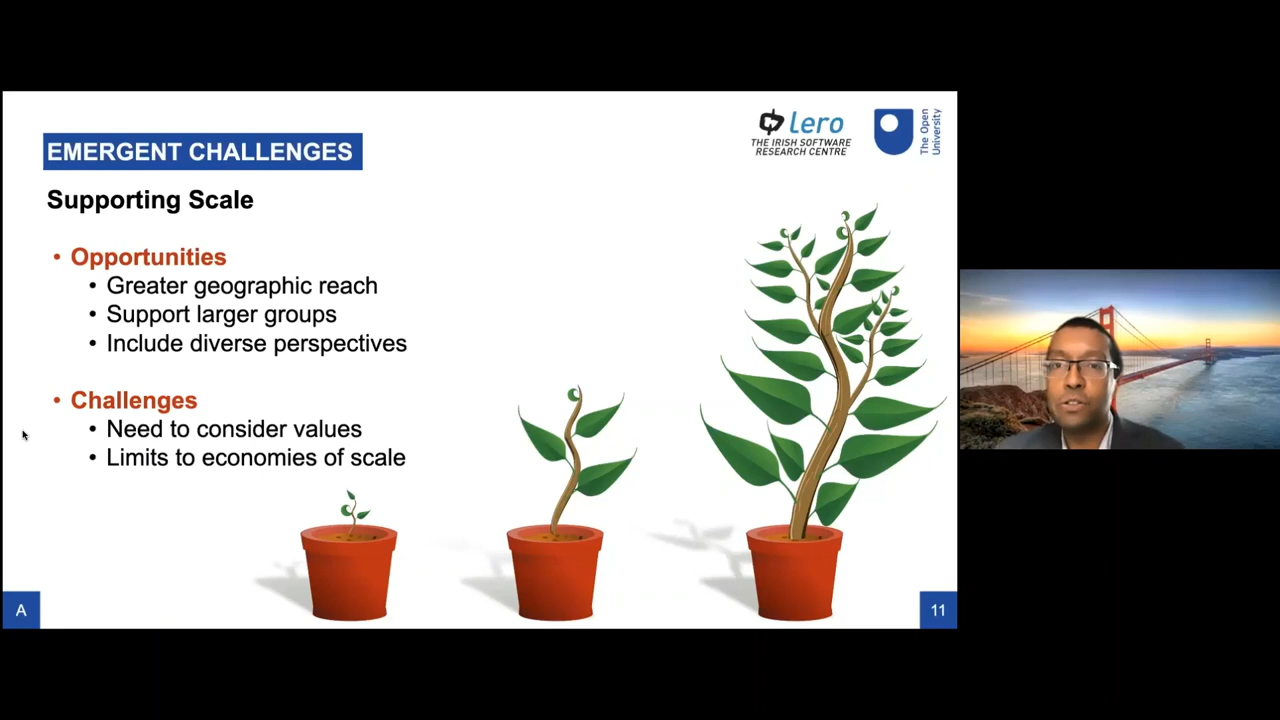 lero
THE IRISH SOFTWARE
RESEARCH CENTRE
The Open
University
EMERGENT CHALLENGES
Supporting Scale
• Opportunities
• Greater geographic reach
• Support larger groups
• Include diverse perspectives
• Challenges
• Need to consider values
• Limits to economies of scale
A
11